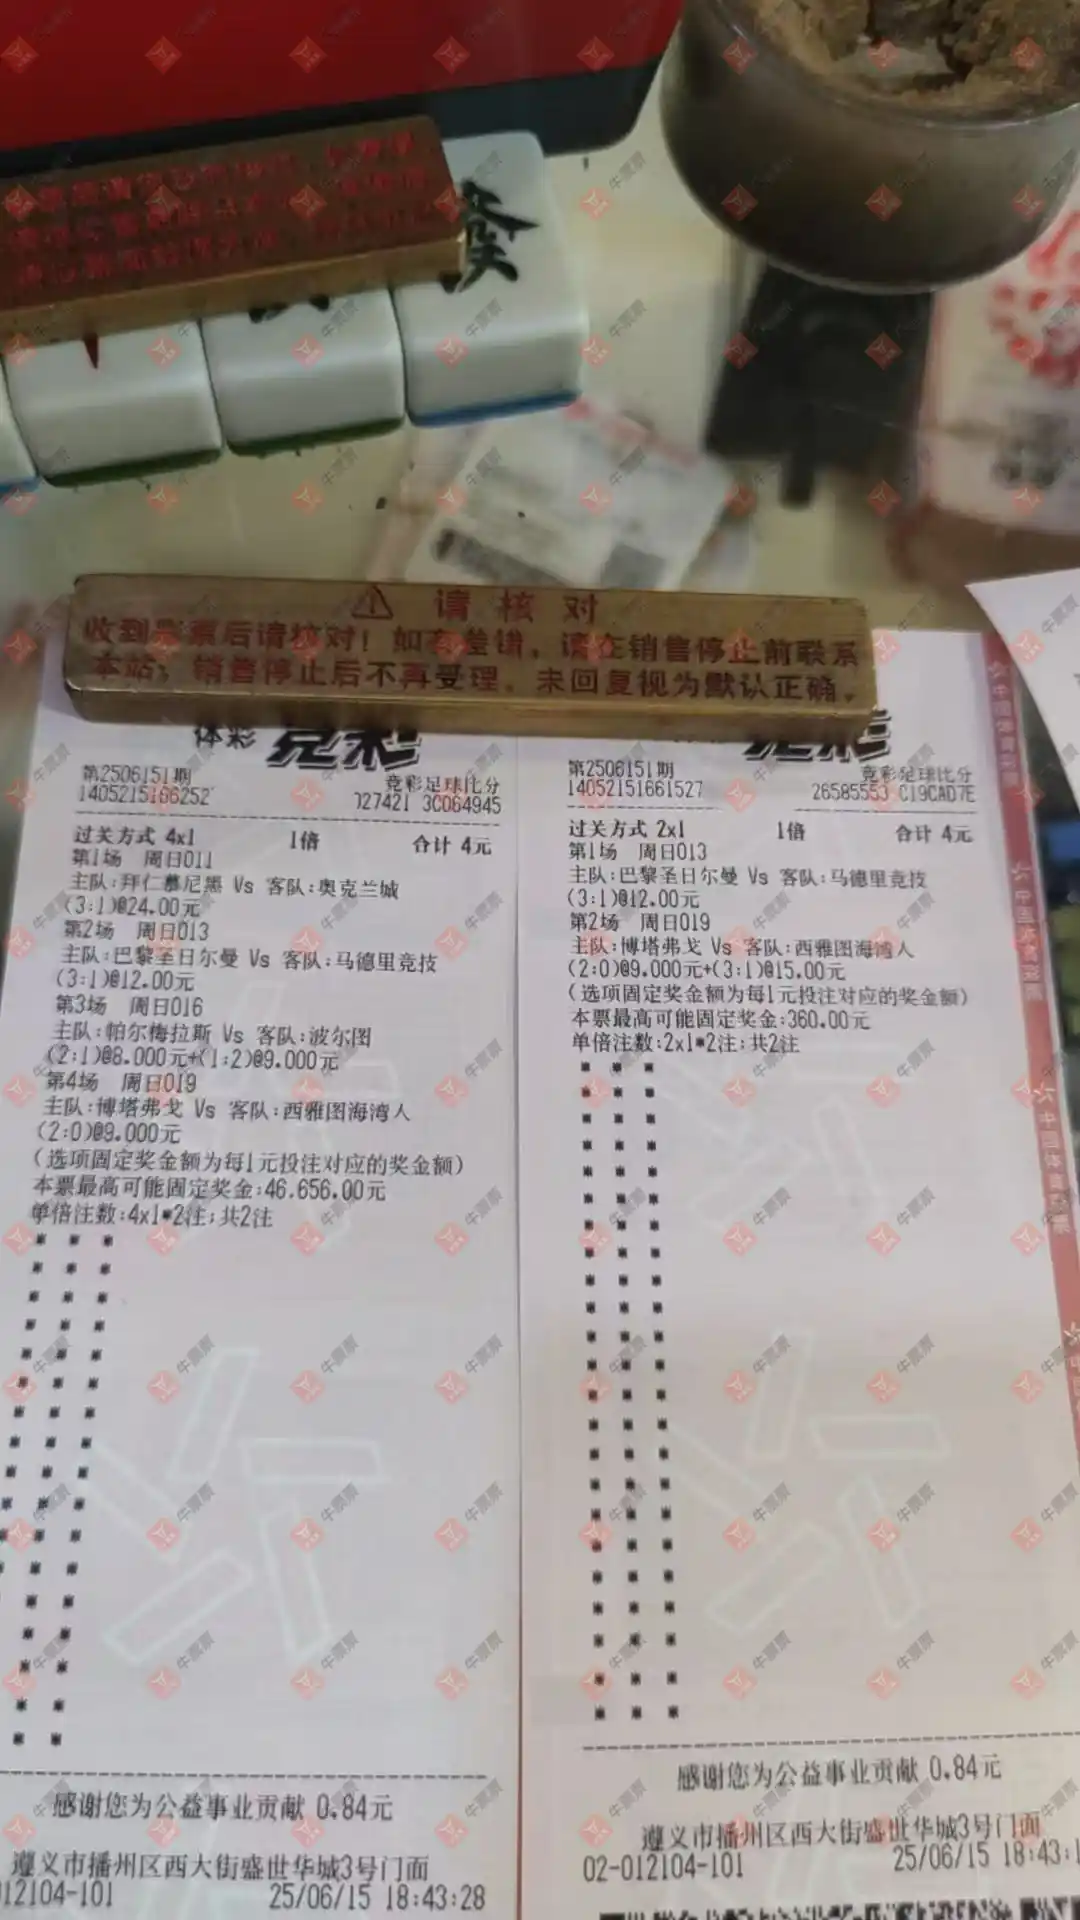 發
请核对
收到彩票后请核对！如有差错，请在销售停止前联系
本站；销售停止后不再受理。未回复视为默认正确。
体彩 竞彩
第2506151期
竞彩足球比分
3C064945
过关方式 4x1 1倍 合计 4元
第1场 周日011
主队:拜仁慕尼黑 Vs 客队:奥克兰城
(3:1)@24.00元
第2场 周日013
主队:巴黎圣日尔曼 Vs 客队:马德里竞技
(3:1)@12.00元
第3场 周日016
主队:帕尔梅拉斯 Vs 客队:波尔图
(2:1)@8.000元+(1:2)@9.000元
第4场 周日019
主队:博塔弗戈 Vs 客队:西雅图海湾人
(2:0)@9.000元
(选项固定奖金额为每1元投注对应的奖金额)
本票最高可能固定奖金:46,656.00元
单倍注数:4x1*2注;共2注
感谢您为公益事业贡献 0.84元
遵义市播州区西大街盛世华城3号门面
012104-101 25/06/15 18:43:28
第2506151期
竞彩足球比分
14052151661527 26585553 C19CAD7E
过关方式 2x1 1倍 合计 4元
第1场 周日013
主队:巴黎圣日尔曼 Vs 客队:马德里竞技
(3:1)@12.00元
第2场 周日019
主队:博塔弗戈 Vs 客队:西雅图海湾人
(2:0)@9.000元+(3:1)@15.00元
(选项固定奖金额为每1元投注对应的奖金额)
本票最高可能固定奖金:360.00元
单倍注数:2x1*2注;共2注
感谢您为公益事业贡献 0.84元
遵义市播州区西大街盛世华城3号门面
02-012104-101 25/06/15 18:43:1
中国体育彩票
牛票票